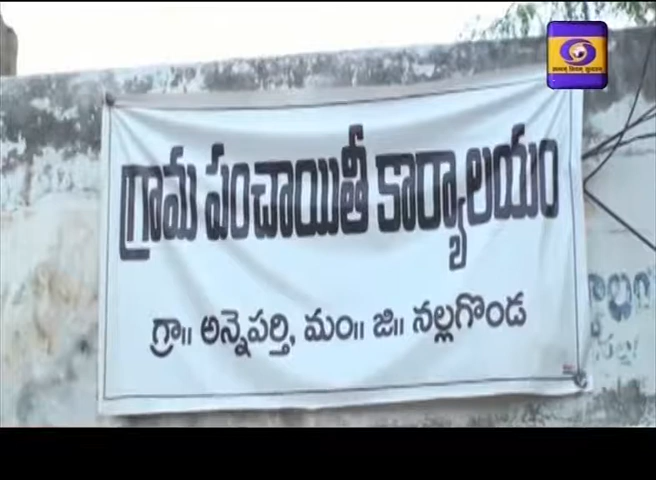 గ్రామ పంచాయితీ కార్యాలయం
గ్రా॥ అన్నెపర్తి, మం॥ జి॥ నల్లగొండ